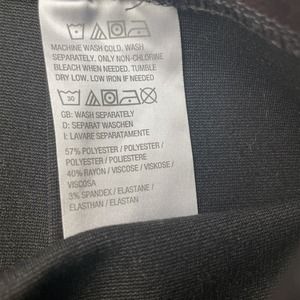 MACHINE WASH COLD, WASH
SEPARATELY. ONLY NON-CHLORINE
BLEACH WHEN NEEDED, TUMBLE
DRY LOW. LOW IRON IF NEEDED
30
GB: WASH SEPARATELY
D: SEPARAT WASCHEN
I: LAVARE SEPARATAMENTE
57% POLYESTER / POLYESTER /
POLYESTER / POLIESTERE
40% RAYON / VISCOSE / VISKOSE /
VISCOSA
3% SPANDEX / ELASTANE /
ELASTHAN / ELASTAN